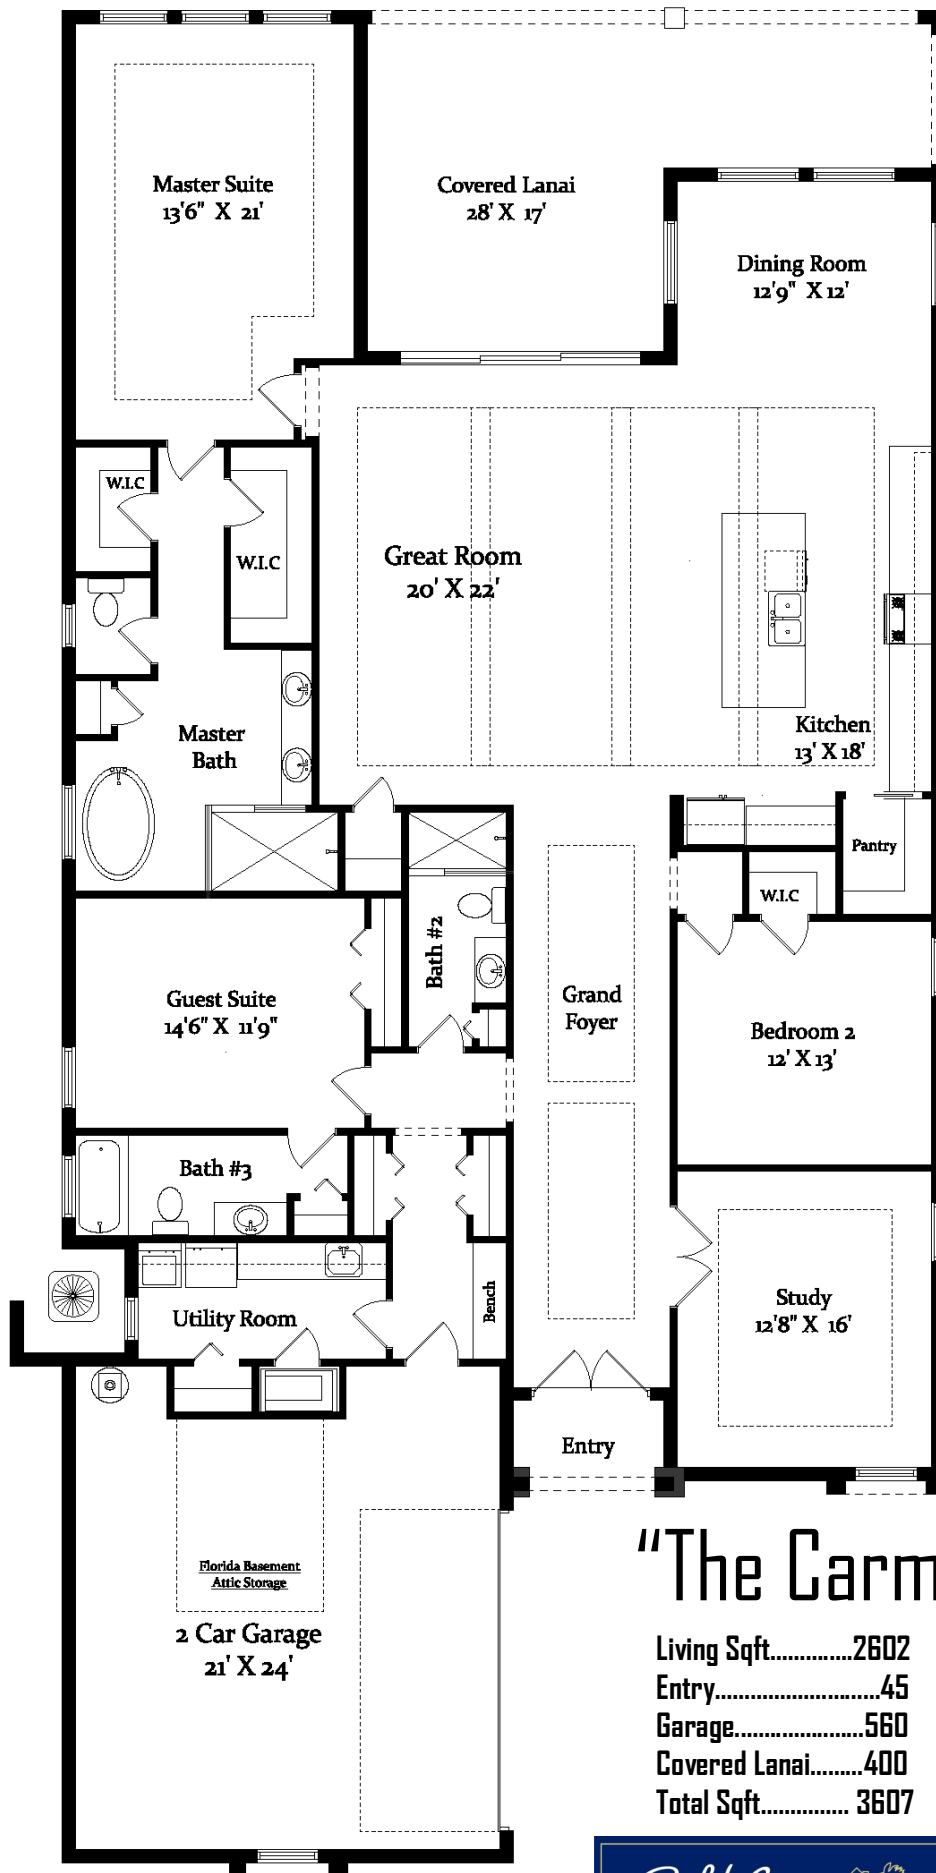 Master Suite
13'6" X 21'
Covered Lanai
28' X 17'
Dining Room
12'9" X 12'
W.I.C
W.I.C
Great Room
20' X 22'
Master
Bath
Kitchen
13' X 18'
Pantry
W.I.C
Bath #2
Guest Suite
14'6" X 11'9"
Grand
Foyer
Bedroom 2
12' X 13'
Bath #3
Utility Room
Bench
Study
12'8" X 16'
Entry
Florida Basement
Attic Storage
2 Car Garage
21' X 24'
"The Carm
Living Sqft..............2602
Entry............................45
Garage......................560
Covered Lanai.........400
Total Sqft............... 3607